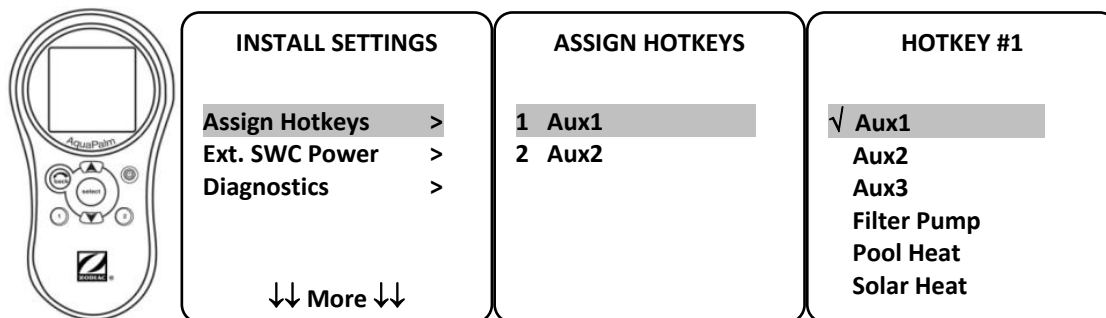 AquaPalm
back
select
1
2
ZODIAC
INSTALL SETTINGS
Assign Hotkeys >
Ext. SWC Power >
Diagnostics >
↓↓ More ↓↓
ASSIGN HOTKEYS
1 Aux1
2 Aux2
HOTKEY #1
√ Aux1
Aux2
Aux3
Filter Pump
Pool Heat
Solar Heat